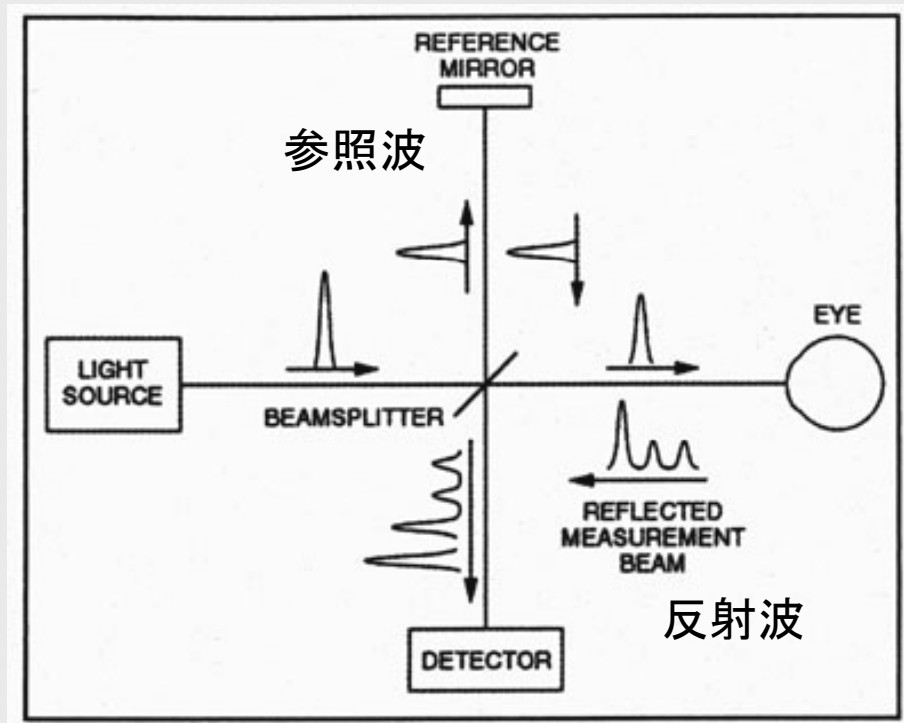 REFERENCE
MIRROR
参照波
EYE
LIGHT
SOURCE
BEAMSPLITTER
REFLECTED
MEASUREMENT
BEAM
反射波
DETECTOR